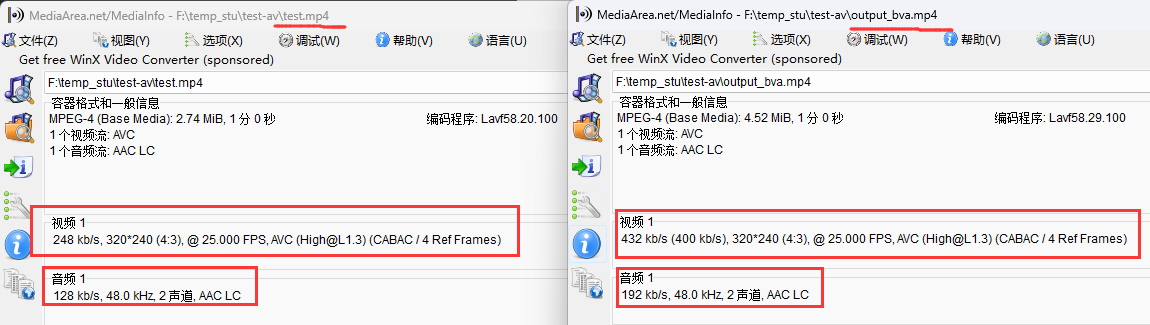 MediaArea.net/MediaInfo - F:\temp_stu\test-av\test.mp4
文件(Z) 视图(Y) 选项(X) 调试(W) 帮助(V) 语言(U)
Get free WinX Video Converter (sponsored)
F:\temp_stu\test-av\test.mp4
容器格式和一般信息
MPEG-4 (Base Media): 2.74 MiB, 1 分 0 秒 编码程序: Lavf58.20.100
1 个视频流: AVC
1 个音频流: AAC LC
视频 1
248 kb/s, 320*240 (4:3), @ 25.000 FPS, AVC (High@L1.3) (CABAC / 4 Ref Frames)
音频 1
128 kb/s, 48.0 kHz, 2 声道, AAC LC
MediaArea.net/MediaInfo - F:\temp_stu\test-av\output_bva.mp4
文件(Z) 视图(Y) 选项(X) 调试(W) 帮助(V) 语言(U)
Get free WinX Video Converter (sponsored)
F:\temp_stu\test-av\output_bva.mp4
容器格式和一般信息
MPEG-4 (Base Media): 4.52 MiB, 1 分 0 秒 编码程序: Lavf58.29.100
1 个视频流: AVC
1 个音频流: AAC LC
视频 1
432 kb/s (400 kb/s), 320*240 (4:3), @ 25.000 FPS, AVC (High@L1.3) (CABAC / 4 Ref Frames)
音频 1
192 kb/s, 48.0 kHz, 2 声道, AAC LC